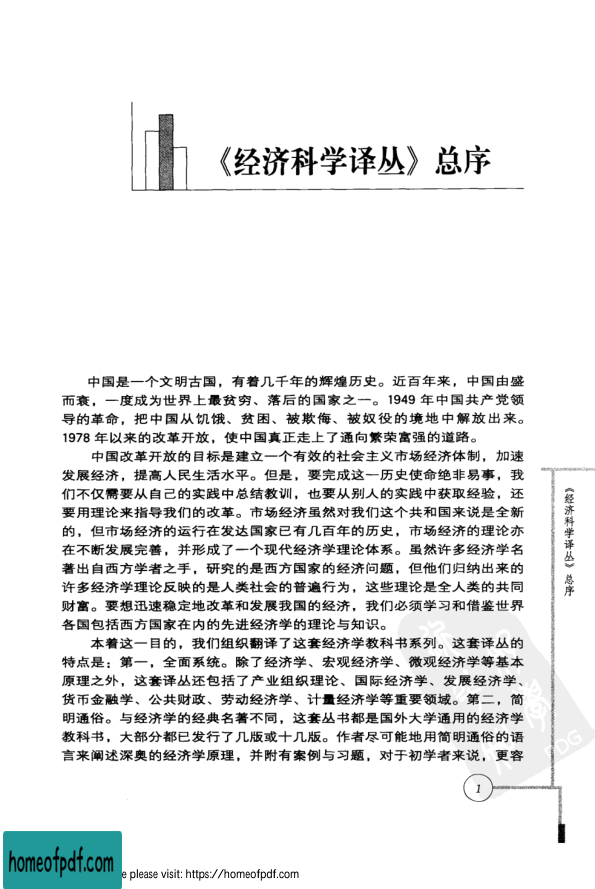 《经济科学译丛》总序
中国是一个文明古国，有着几千年的辉煌历史。近百年来，中国由盛
而衰，一度成为世界上最贫穷、落后的国家之一。1949 年中国共产党领
导的革命，把中国从饥饿、贫困、被欺侮、被奴役的境地中解放出来。
1978 年以来的改革开放，使中国真正走上了通向繁荣富强的道路。
中国改革开放的目标是建立一个有效的社会主义市场经济体制，加速
发展经济，提高人民生活水平。但是，要完成这一历史使命绝非易事，我
们不仅需要从自己的实践中总结教训，也要从别人的实践中获取经验，还
要用理论来指导我们的改革。市场经济虽然对我们这个共和国来说是全新
的，但市场经济的运行在发达国家已有几百年的历史，市场经济的理论亦
在不断发展完善，并形成了一个现代经济学理论体系。虽然许多经济学名
著出自西方学者之手，研究的是西方国家的经济问题，但他们归纳出来的
许多经济学理论反映的是人类社会的普遍行为，这些理论是全人类的共同
财富。要想迅速稳定地改革和发展我国的经济，我们必须学习和借鉴世界
各国包括西方国家在内的先进经济学的理论与知识。
本着这一目的，我们组织翻译了这套经济学教科书系列。这套译丛的
特点是：第一，全面系统。除了经济学、宏观经济学、微观经济学等基本
原理之外，这套译丛还包括了产业组织理论、国际经济学、发展经济学、
货币金融学、公共财政、劳动经济学、计量经济学等重要领域。第二，简
明通俗。与经济学的经典名著不同，这套丛书都是国外大学通用的经济学
教科书，大部分都已发行了几版或十几版。作者尽可能地用简明通俗的语
言来阐述深奥的经济学原理，并附有案例与习题，对于初学者来说，更容
《经济科学译丛》总序
1
homeofpdf.com
e please visit: https://homeofpdf.com